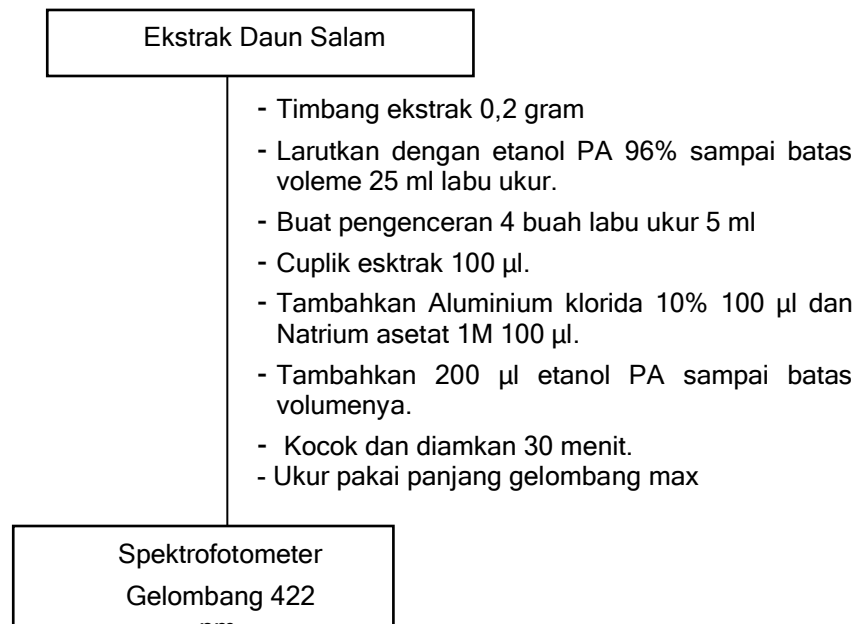 Ekstrak Daun Salam
- Timbang ekstrak 0,2 gram
- Larutkan dengan etanol PA 96% sampai batas
voleme 25 ml labu ukur.
- Buat pengenceran 4 buah labu ukur 5 ml
- Cuplik esktrak 100 µl.
- Tambahkan Aluminium klorida 10% 100 µl dan
Natrium asetat 1M 100 µl.
- Tambahkan 200 µl etanol PA sampai batas
volumenya.
- Kocok dan diamkan 30 menit.
- Ukur pakai panjang gelombang max
Spektrofotometer
Gelombang 422
nm